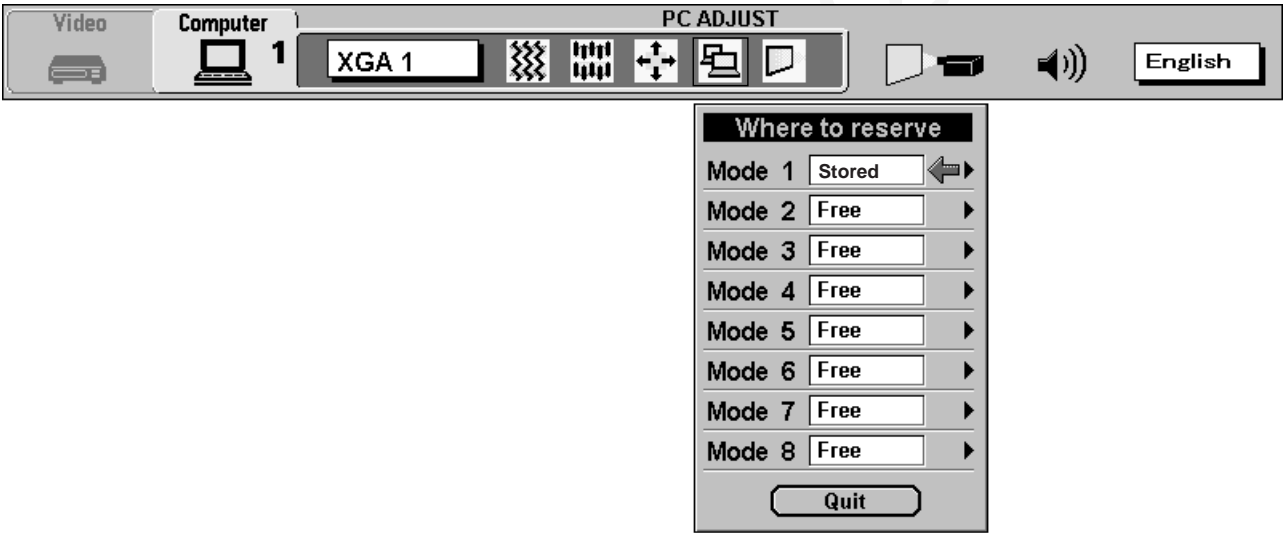 Video
Computer
1
PC ADJUST
XGA 1
English
Where to reserve
Mode 1 Stored
Mode 2 Free
Mode 3 Free
Mode 4 Free
Mode 5 Free
Mode 6 Free
Mode 7 Free
Mode 8 Free
Quit